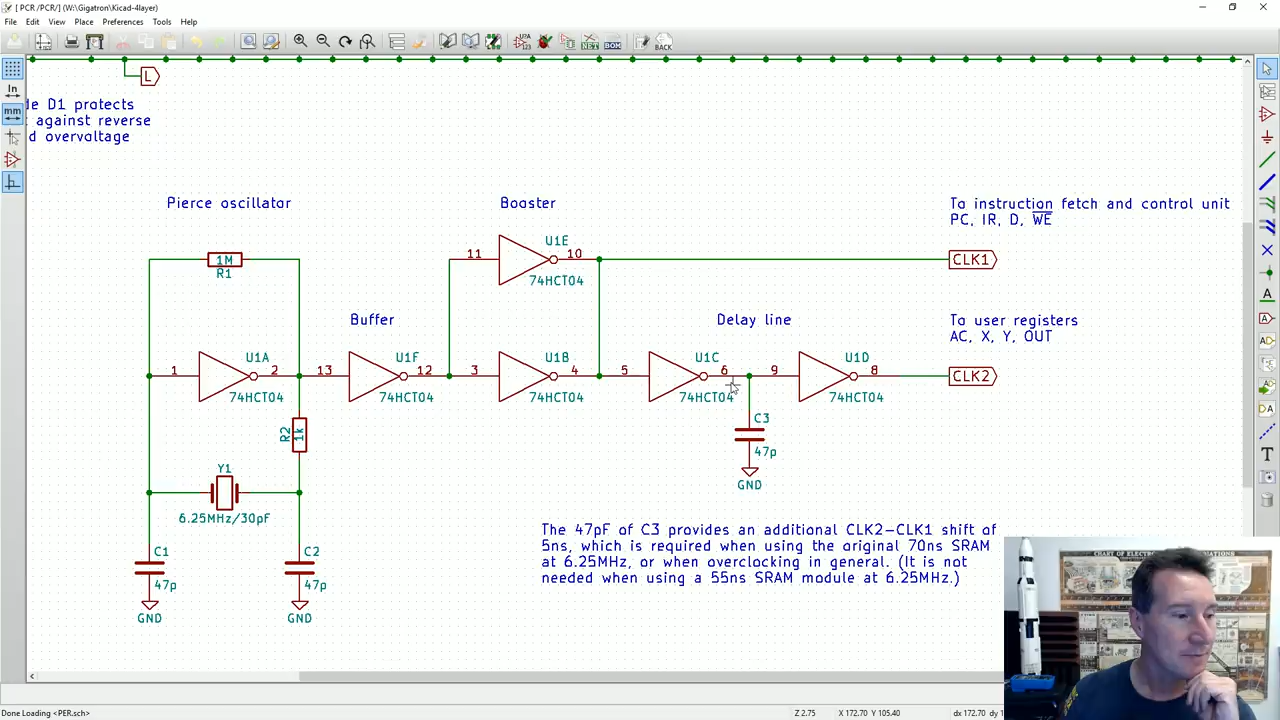 [ PCR /PCR/] (W:\Gigatron\Kicad-4layer)
File Edit View Place Preferences Tools Help
BOM
BACK
In
mm
L
de D1 protects
against reverse
d overvoltage
Pierce oscillator
Booster
To instruction fetch and control unit
PC, IR, D, WE
U1E
11
10
1M
R1
74HCT04
CLK1
Buffer
Delay line
To user registers
AC, X, Y, OUT
U1A
U1F
U1B
U1C
U1D
1
2
13
12
3
4
5
6
9
8
CLK2
74HCT04
74HCT04
74HCT04
74HCT04
74HCT04
R2
1k
C3
47p
Y1
GND
6.25MHz/30pF
The 47pF of C3 provides an additional CLK2-CLK1 shift of
5ns, which is required when using the original 70ns SRAM
at 6.25MHz, or when overclocking in general. (It is not
needed when using a 55ns SRAM module at 6.25MHz.)
C1
C2
47p
47p
GND
GND
Done Loading <PER.sch>
Z 2.75
X 172.70 Y 105.40
dx 172.70 dy